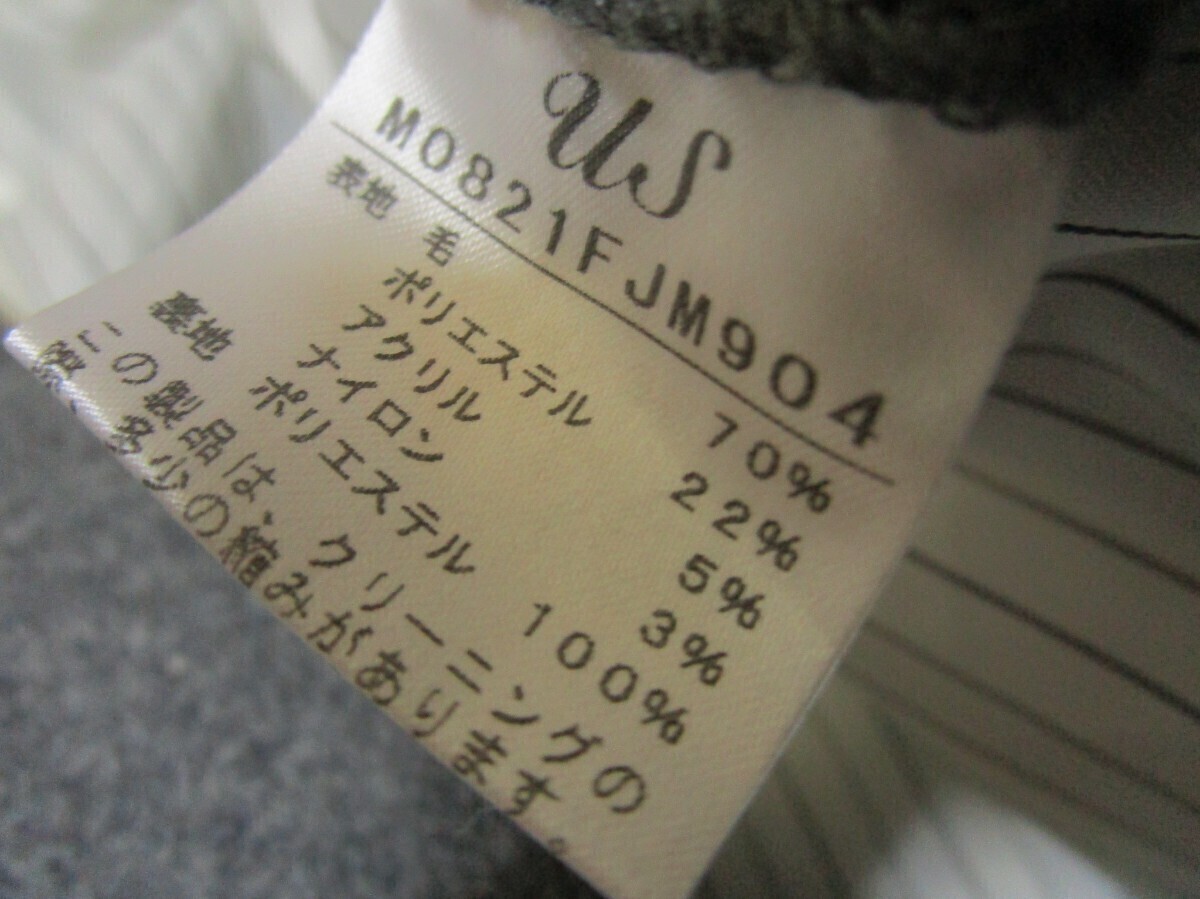 us
M0821FJM904
表地 毛 70%
ポリエステル 22%
アクリル 5%
ナイロン 3%
裏地 ポリエステル 100%
この製品は、クリーニングの
際、多少の縮みがあります。